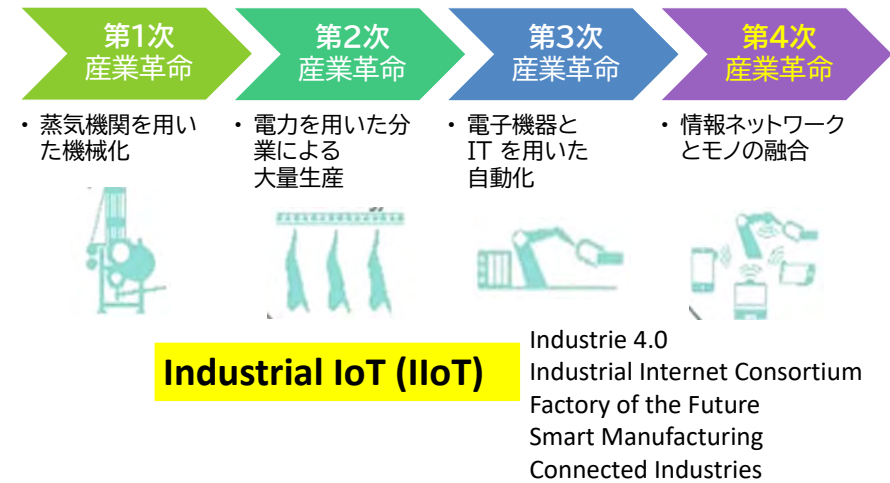 第1次
産業革命
第2次
産業革命
第3次
産業革命
第4次
産業革命
・ 蒸気機関を用い
た機械化
・ 電力を用いた分
業による
大量生産
・ 電子機器と
IT を用いた
自動化
・ 情報ネットワーク
とモノの融合
Industrial IoT (IIoT)
Industrie 4.0
Industrial Internet Consortium
Factory of the Future
Smart Manufacturing
Connected Industries